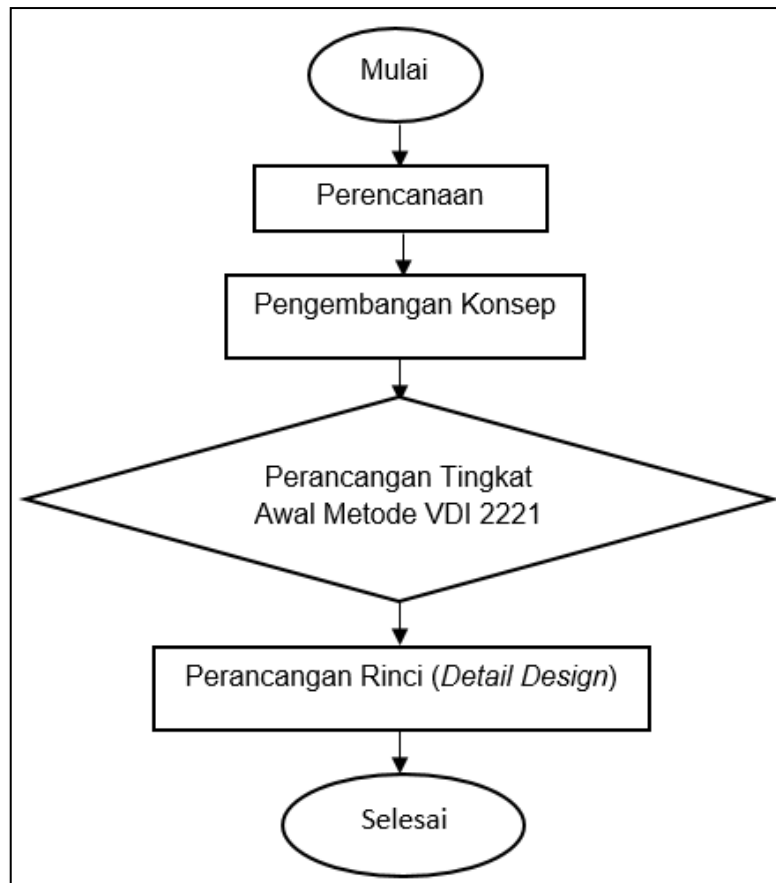 Mulai
Perencanaan
Pengembangan Konsep
Perancangan Tingkat
Awal Metode VDI 2221
Perancangan Rinci (Detail Design)
Selesai